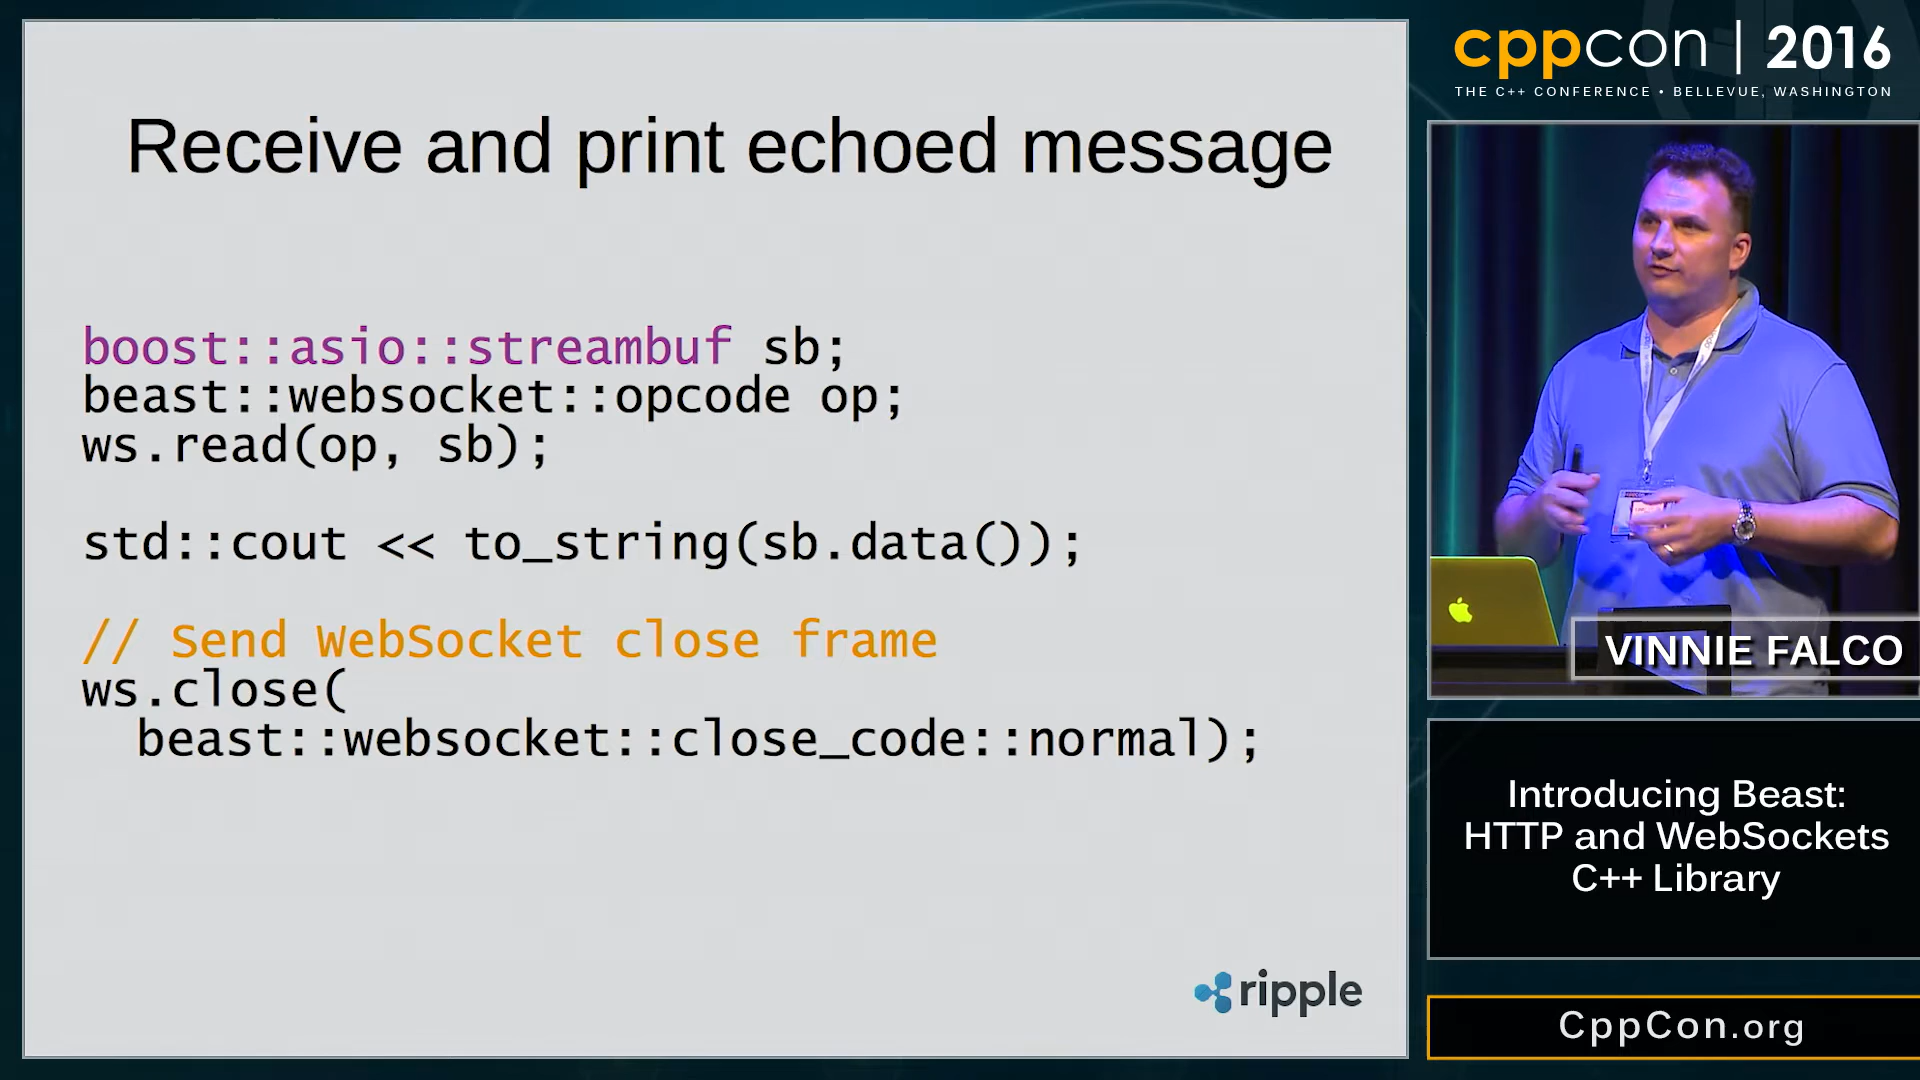 Receive and print echoed message
boost::asio::streambuf sb;
beast::websocket::opcode op;
ws.read(op, sb);
std::cout << to_string(sb.data());
// Send WebSocket close frame
ws.close(
beast::websocket::close_code::normal);
ripple
cppcon | 2016
THE C++ CONFERENCE • BELLEVUE, WASHINGTON
VINNIE FALCO
Introducing Beast:
HTTP and WebSockets
C++ Library
CppCon.org